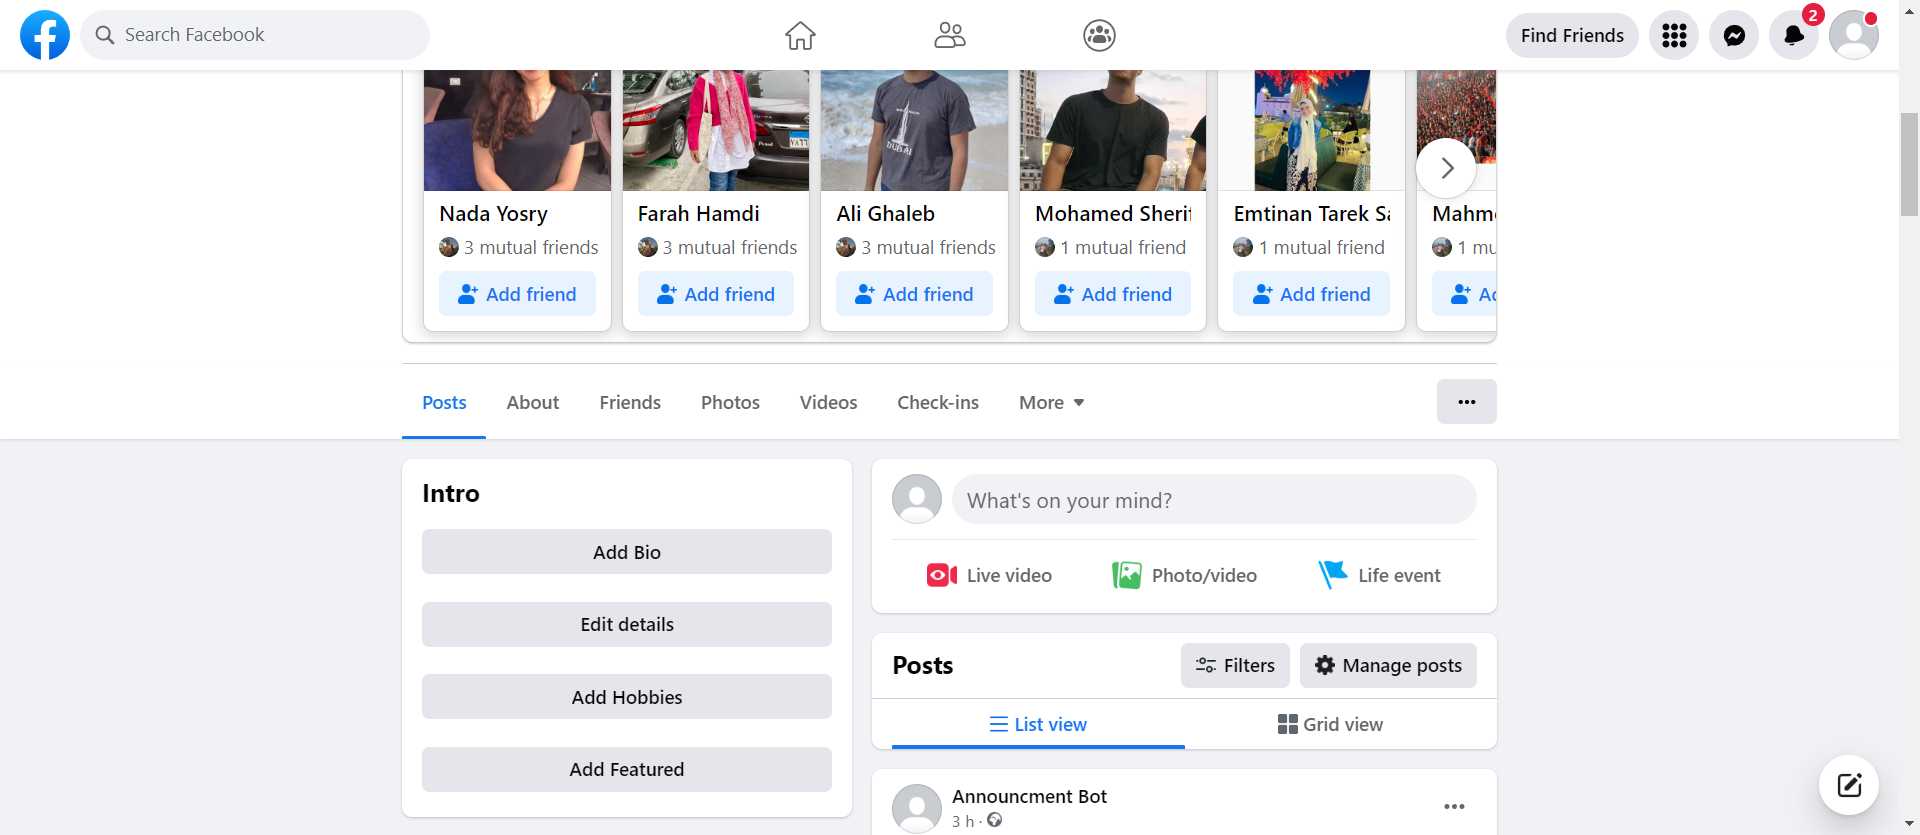 Search Facebook
Find Friends
2
Nada Yosry
3 mutual friends
Add friend
Farah Hamdi
3 mutual friends
Add friend
Ali Ghaleb
3 mutual friends
Add friend
Mohamed Sherif
1 mutual friend
Add friend
Emtinan Tarek Sa
1 mutual friend
Add friend
Mahm
1 mu
Ad
Posts
About
Friends
Photos
Videos
Check-ins
More
Intro
Add Bio
Edit details
Add Hobbies
Add Featured
What's on your mind?
Live video
Photo/video
Life event
Posts
Filters
Manage posts
List view
Grid view
Announcment Bot
3 h ·